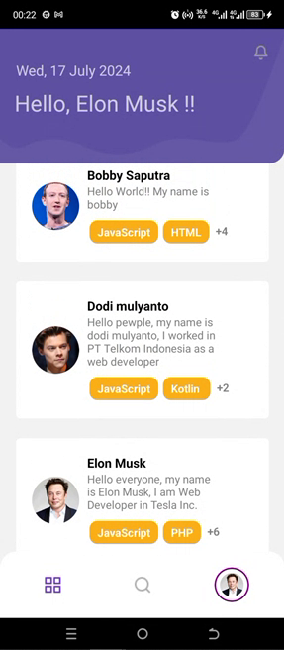 00:22
36.6 K/S 4G 4G 83
Wed, 17 July 2024
Hello, Elon Musk !!
Bobby Saputra
Hello World!! My name is
bobby
JavaScript HTML +4
Dodi mulyanto
Hello pewple, my name is
dodi mulyanto, I worked in
PT Telkom Indonesia as a
web developer
JavaScript Kotlin +2
Elon Musk
Hello everyone, my name
is Elon Musk, I am Web
Developer in Tesla Inc.
JavaScript PHP +6